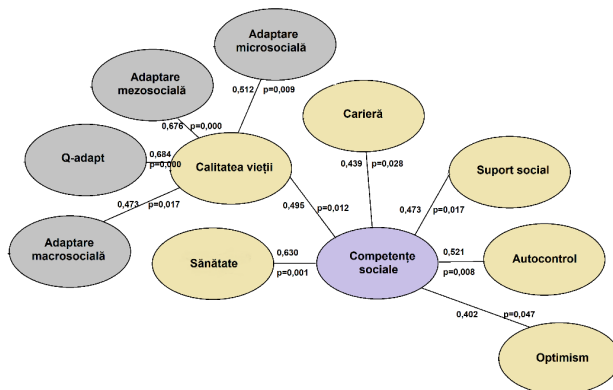 Adaptare
microsocială
0,512 p=0,009
Adaptare
mezosocială
0,676 p=0,000
Q-adapt
0,684
p=0,000
Calitatea vieții
0,473 p=0,017
Adaptare
macrosocială
Carieră
0,439 p=0,028
Suport social
0,473 p=0,017
0,495 p=0,012
Sănătate
0,630
p=0,001
Competențe
sociale
0,521
p=0,008
Autocontrol
0,402 p=0,047
Optimism